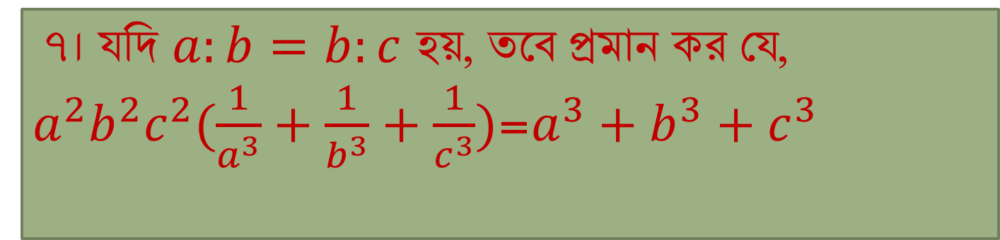 ৭। যদি a:b = b:c হয়, তবে প্রমান কর যে,
a²b²c²(1/a³ + 1/b³ + 1/c³)=a³ + b³ + c³